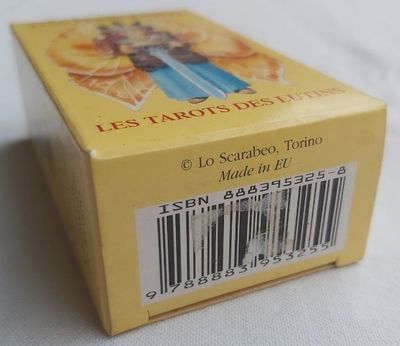 LES TAROTS DES LUTINS
© Lo Scarabeo, Torino
Made in EU
ISBN 888395325-8
9 788883 953255